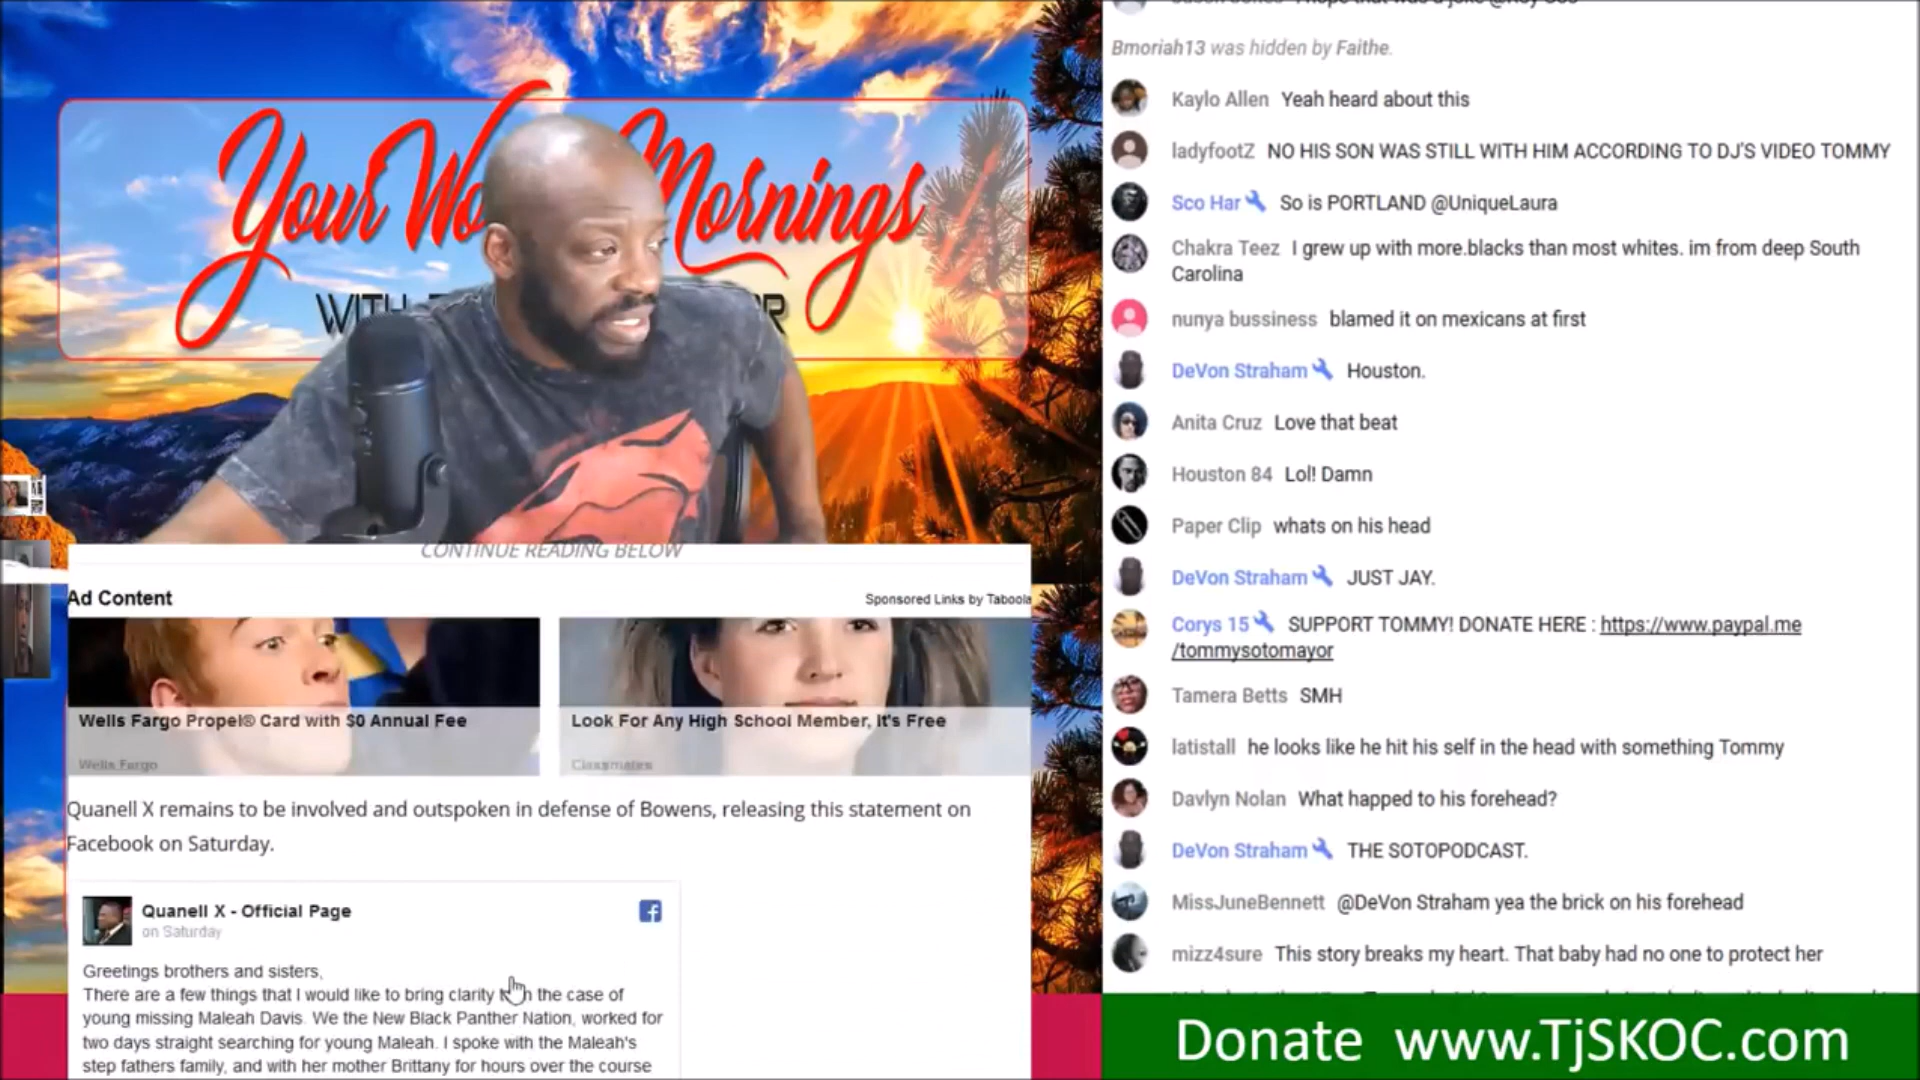 Your Wo Mornings
WITH
OR
CONTINUE READING BELOW
Ad Content
Sponsored Links by Taboola
Wells Fargo Propel® Card with $0 Annual Fee
Wells Fargo
Look For Any High School Member, It's Free
Classmates
Quanell X remains to be involved and outspoken in defense of Bowens, releasing this statement on
Facebook on Saturday.
Quanell X - Official Page
on Saturday
Greetings brothers and sisters,
There are a few things that I would like to bring clarity the case of
young missing Maleah Davis. We the New Black Panther Nation, worked for
two days straight searching for young Maleah. I spoke with the Maleah's
step fathers family, and with her mother Brittany for hours over the course
Bmoriah13 was hidden by Faithe.
Kaylo Allen Yeah heard about this
ladyfootZ NO HIS SON WAS STILL WITH HIM ACCORDING TO DJ'S VIDEO TOMMY
Sco Har So is PORTLAND @UniqueLaura
Chakra Teez I grew up with more.blacks than most whites. im from deep South
Carolina
nunya bussiness blamed it on mexicans at first
DeVon Straham Houston.
Anita Cruz Love that beat
Houston 84 Lol! Damn
Paper Clip whats on his head
DeVon Straham JUST JAY.
Corys 15 SUPPORT TOMMY! DONATE HERE : https://www.paypal.me
/tommysotomayor
Tamera Betts SMH
latistall he looks like he hit his self in the head with something Tommy
Davlyn Nolan What happened to his forehead?
DeVon Straham THE SOTOPODCAST.
MissJuneBennett @DeVon Straham yea the brick on his forehead
mizz4sure This story breaks my heart. That baby had no one to protect her
Donate www.TjSKOC.com